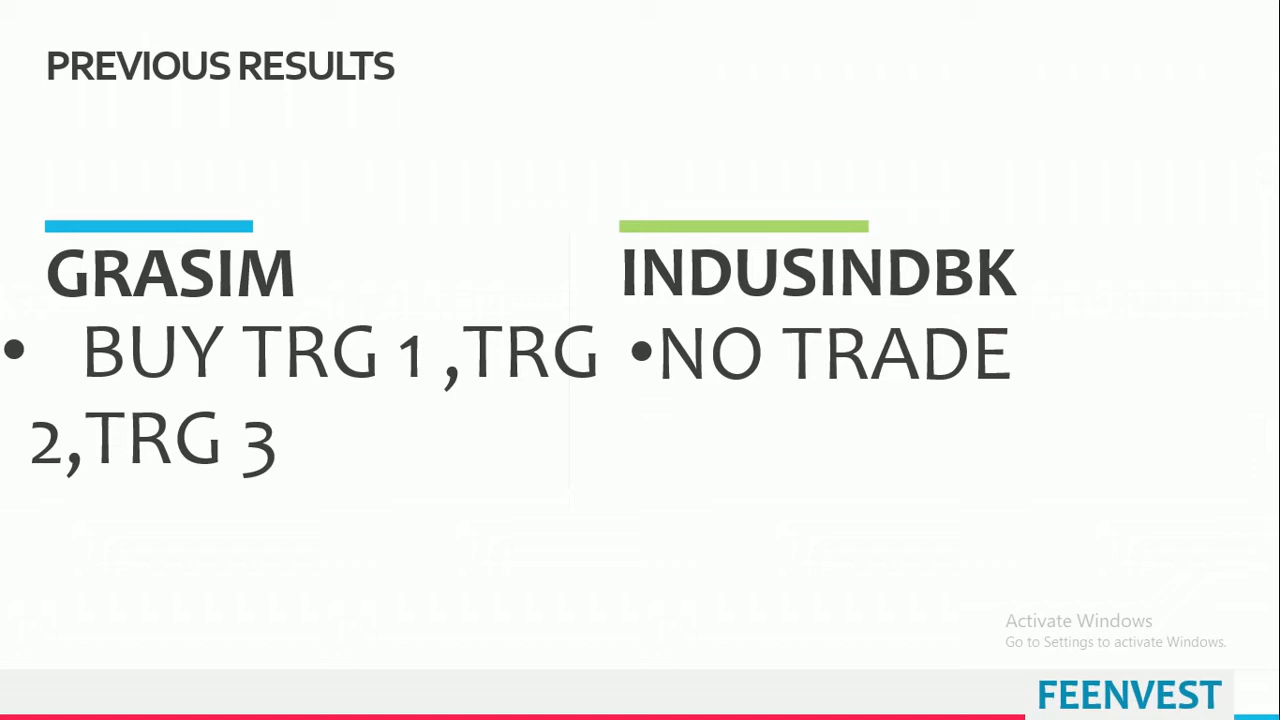 PREVIOUS RESULTS
GRASIM
• BUY TRG 1 ,TRG
2,TRG 3
INDUSINDBK
•NO TRADE
Activate Windows
Go to Settings to activate Windows.
FEENVEST